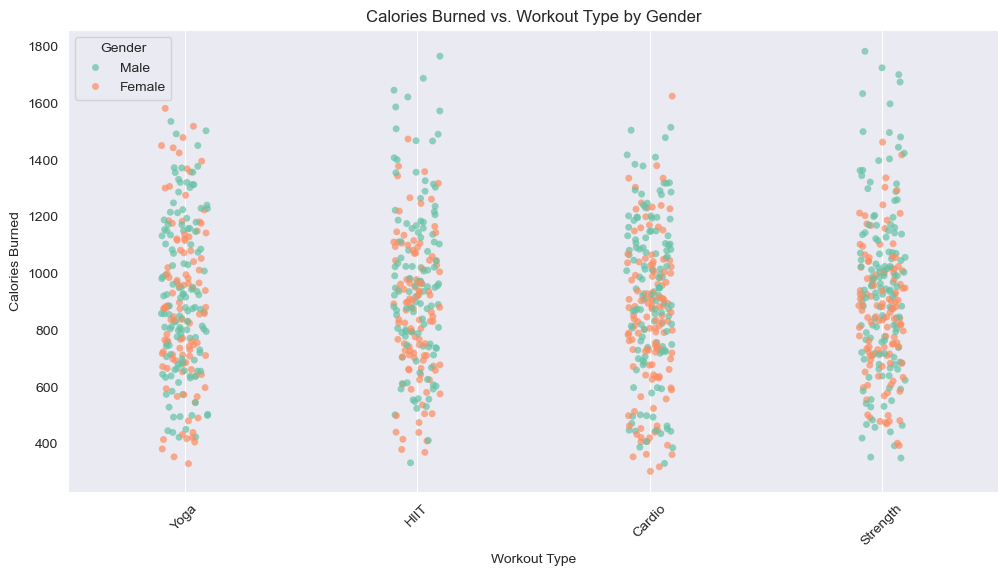 Calories Burned vs. Workout Type by Gender
Gender
Male
Female
1800
1600
1400
1200
1000
800
600
400
Calories Burned
Yoga
HIIT
Cardio
Strength
Workout Type